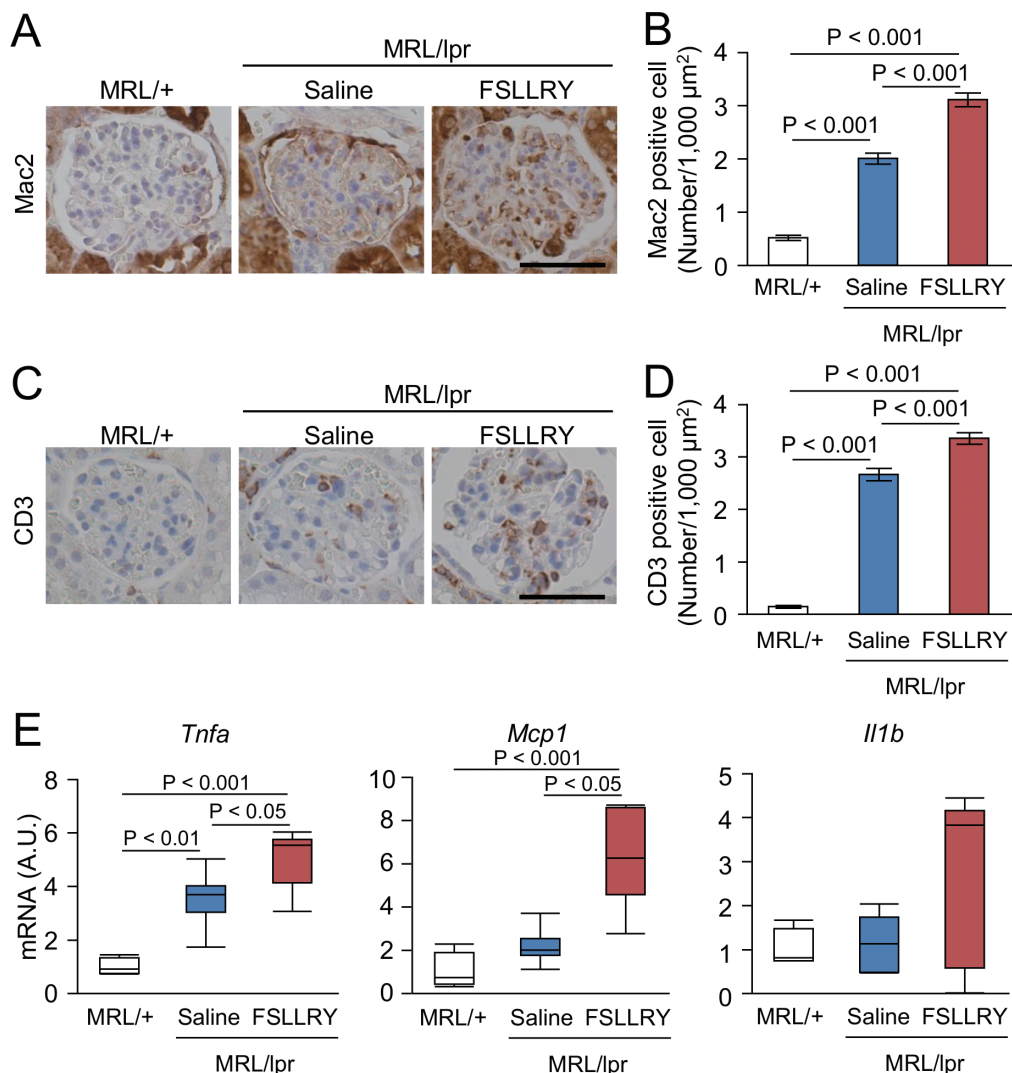 A
MRL/lpr
MRL/+
Saline
FSLLRY
Mac2
B
Mac2 positive cell
(Number/1,000 µm²)
4
3
2
1
0
P < 0.001
P < 0.001
P < 0.001
MRL/+
Saline
FSLLRY
MRL/lpr
C
MRL/lpr
MRL/+
Saline
FSLLRY
CD3
D
CD3 positive cell
(Number/1,000 µm²)
4
3
2
1
0
P < 0.001
P < 0.001
P < 0.001
MRL/+
Saline
FSLLRY
MRL/lpr
E
Tnfa
mRNA (A.U.)
8
6
4
2
0
P < 0.001
P < 0.05
P < 0.01
MRL/+
Saline
FSLLRY
MRL/lpr
Mcp1
10
8
6
4
2
0
P < 0.001
P < 0.05
MRL/+
Saline
FSLLRY
MRL/lpr
Il1b
5
4
3
2
1
0
MRL/+
Saline
FSLLRY
MRL/lpr